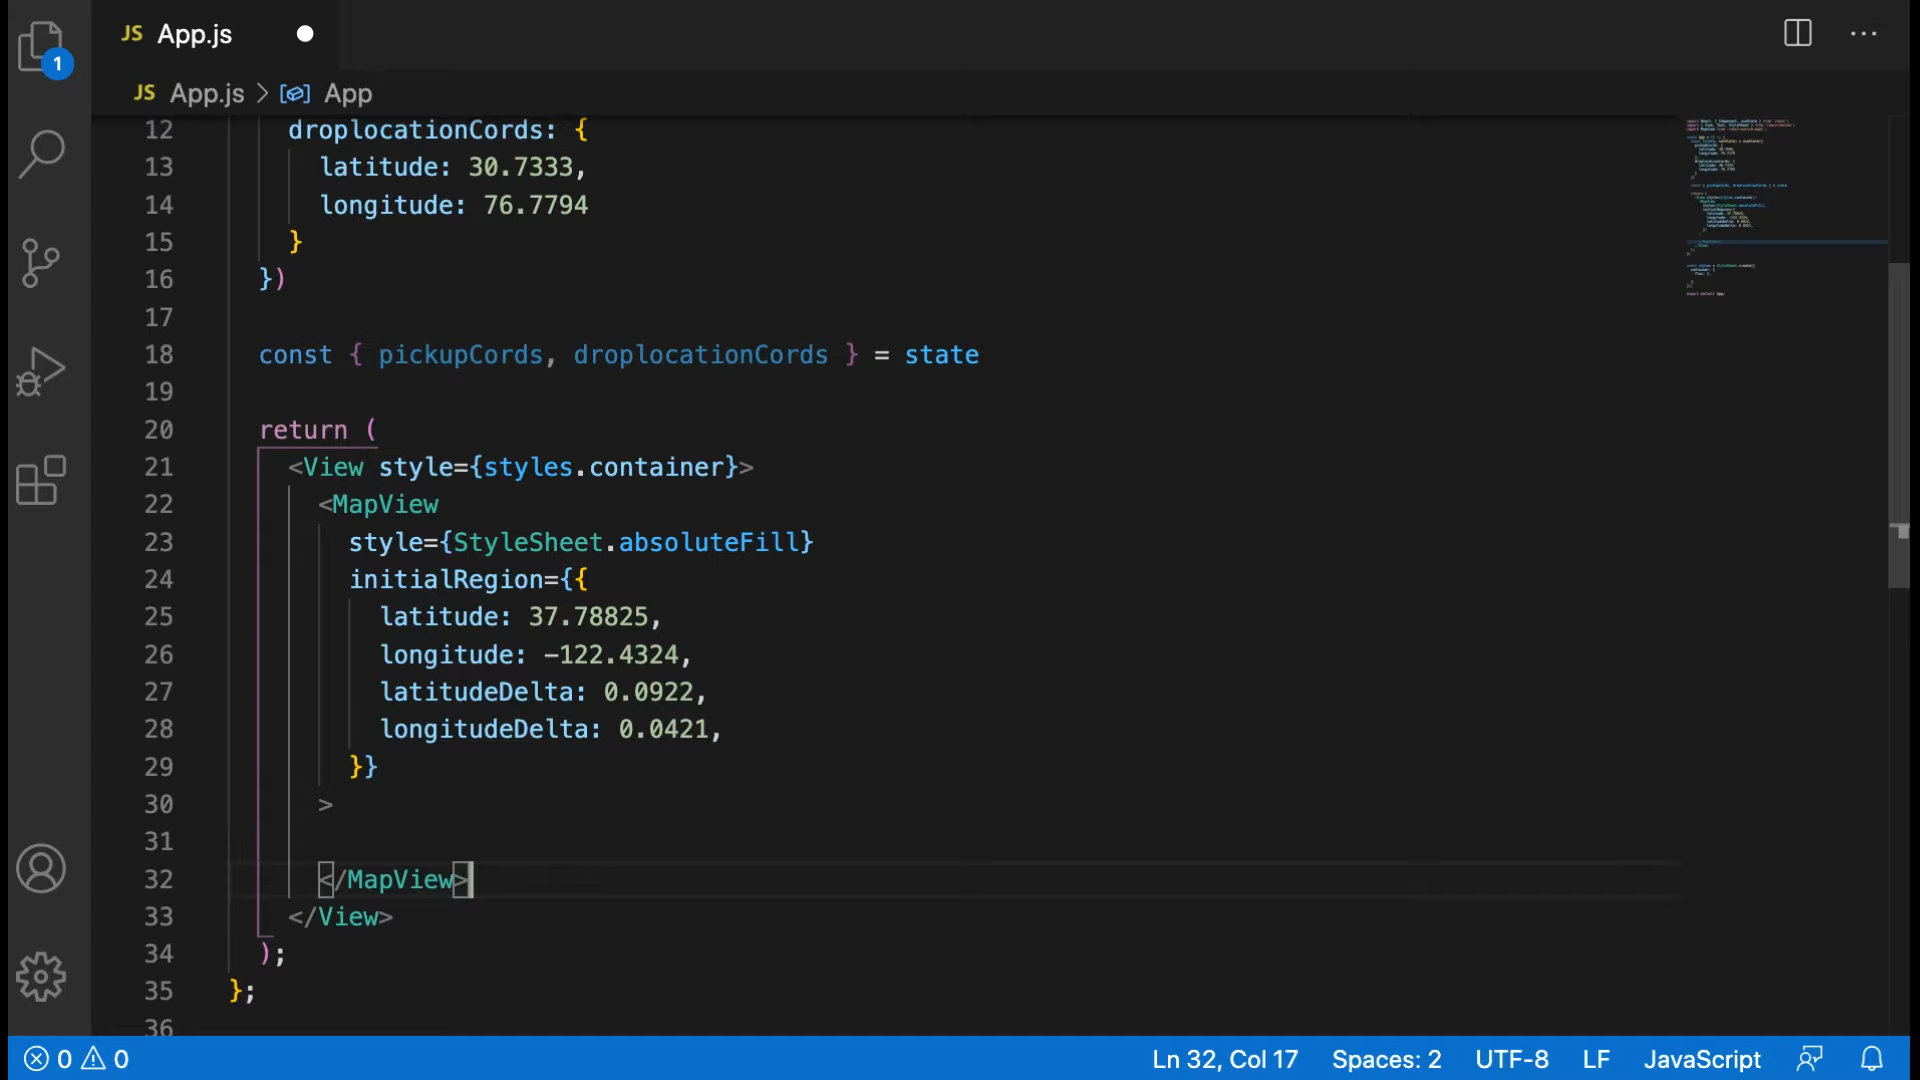 1
JS App.js
JS App.js > App
12 droplocationCords: {
13 latitude: 30.7333,
14 longitude: 76.7794
15 }
16 })
17
18 const { pickupCords, droplocationCords } = state
19
20 return (
21 <View style={styles.container}>
22 <MapView
23 style={StyleSheet.absoluteFill}
24 initialRegion={{
25 latitude: 37.78825,
26 longitude: -122.4324,
27 latitudeDelta: 0.0922,
28 longitudeDelta: 0.0421,
29 }}
30 >
31
32 </MapView>
33 </View>
34 );
35 };
36
0 0 Ln 32, Col 17 Spaces: 2 UTF-8 LF JavaScript